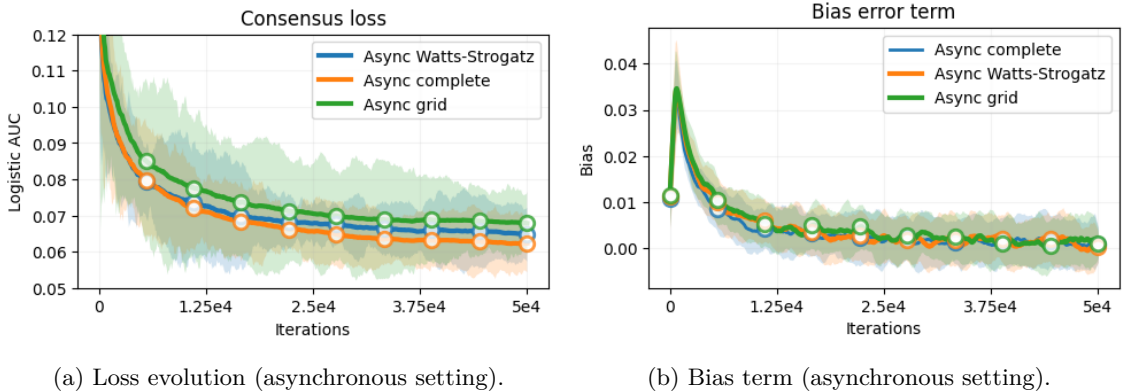 Consensus loss
Logistic AUC
0.12
0.11
0.10
0.09
0.08
0.07
0.06
0.05
Async Watts-Strogatz
Async complete
Async grid
0
1.25e4
2.5e4
3.75e4
5e4
Iterations
(a) Loss evolution (asynchronous setting).
Bias error term
Bias
0.04
0.03
0.02
0.01
0.00
Async complete
Async Watts-Strogatz
Async grid
0
1.25e4
2.5e4
3.75e4
5e4
Iterations
(b) Bias term (asynchronous setting).